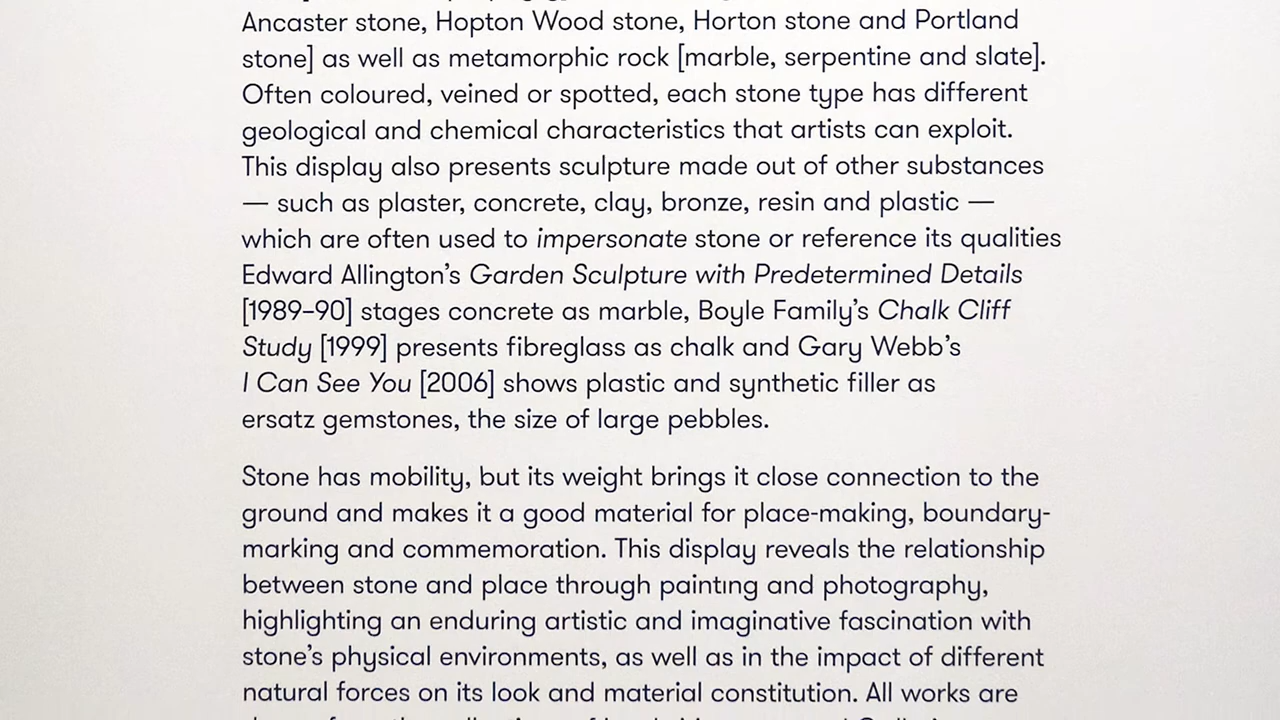 Ancaster stone, Hopton Wood stone, Horton stone and Portland
stone] as well as metamorphic rock [marble, serpentine and slate].
Often coloured, veined or spotted, each stone type has different
geological and chemical characteristics that artists can exploit.
This display also presents sculpture made out of other substances
— such as plaster, concrete, clay, bronze, resin and plastic —
which are often used to impersonate stone or reference its qualities
Edward Allington’s Garden Sculpture with Predetermined Details
[1989–90] stages concrete as marble, Boyle Family’s Chalk Cliff
Study [1999] presents fibreglass as chalk and Gary Webb’s
I Can See You [2006] shows plastic and synthetic filler as
ersatz gemstones, the size of large pebbles.
Stone has mobility, but its weight brings it close connection to the
ground and makes it a good material for place-making, boundary-
marking and commemoration. This display reveals the relationship
between stone and place through painting and photography,
highlighting an enduring artistic and imaginative fascination with
stone’s physical environments, as well as in the impact of different
natural forces on its look and material constitution. All works are